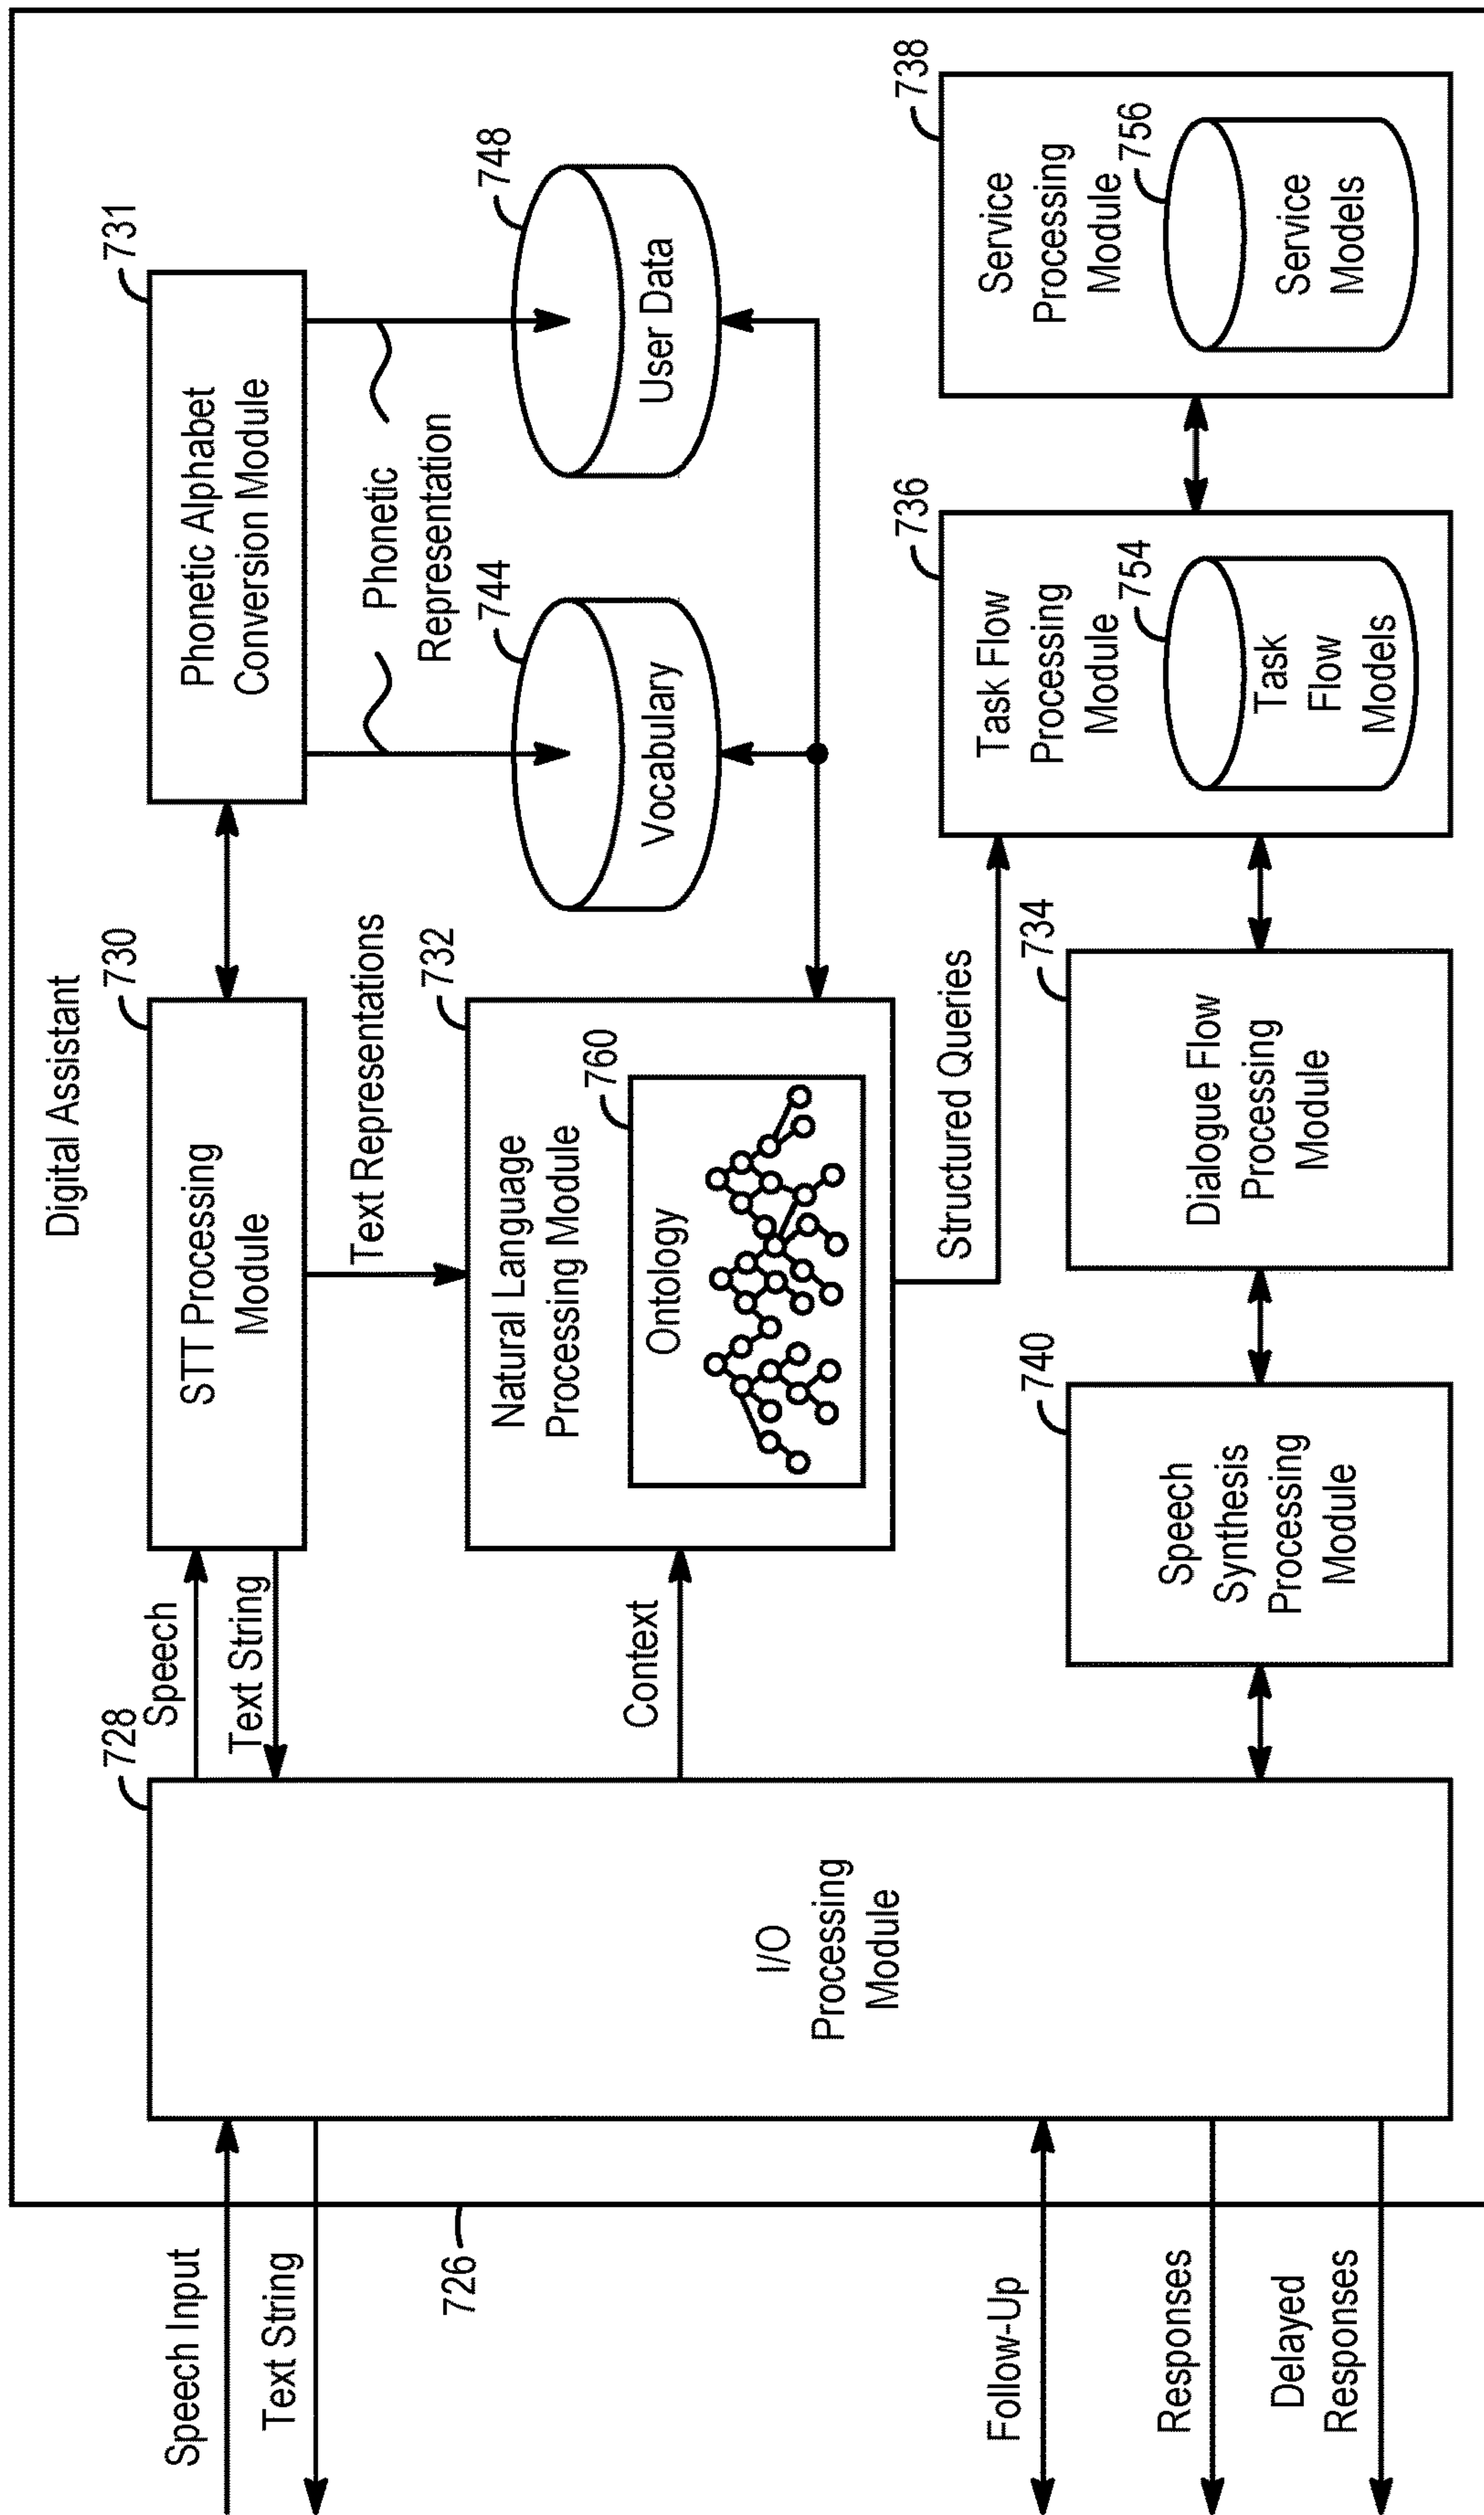 Digital Assistant
Speech Input
Text String
726
Follow-Up
Responses
Delayed
Responses
728
I/O
Processing
Module
Speech
Text String
Context
730
STT Processing
Module
Text Representations
731
Phonetic Alphabet
Conversion Module
Phonetic
Representation
732
Natural Language
Processing Module
760
Ontology
744
Vocabulary
748
User Data
Structured Queries
740
Speech
Synthesis
Processing
Module
734
Dialogue Flow
Processing
Module
736
Task Flow
Processing
Module
754
Task
Flow
Models
738
Service
Processing
Module
756
Service
Models